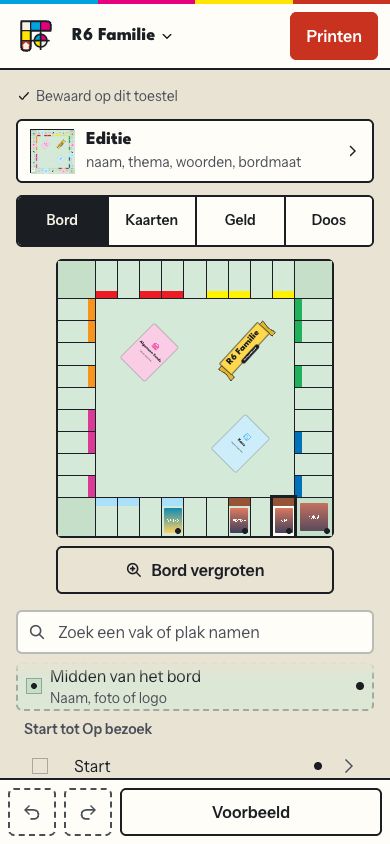 R6 Familie
Printen
Bewaard op dit toestel
Editie
naam, thema, woorden, bordmaat
Bord
Kaarten
Geld
Doos
R6 Familie
Bord vergroten
Zoek een vak of plak namen
Midden van het bord
Naam, foto of logo
Start tot Op bezoek
Start
Voorbeeld